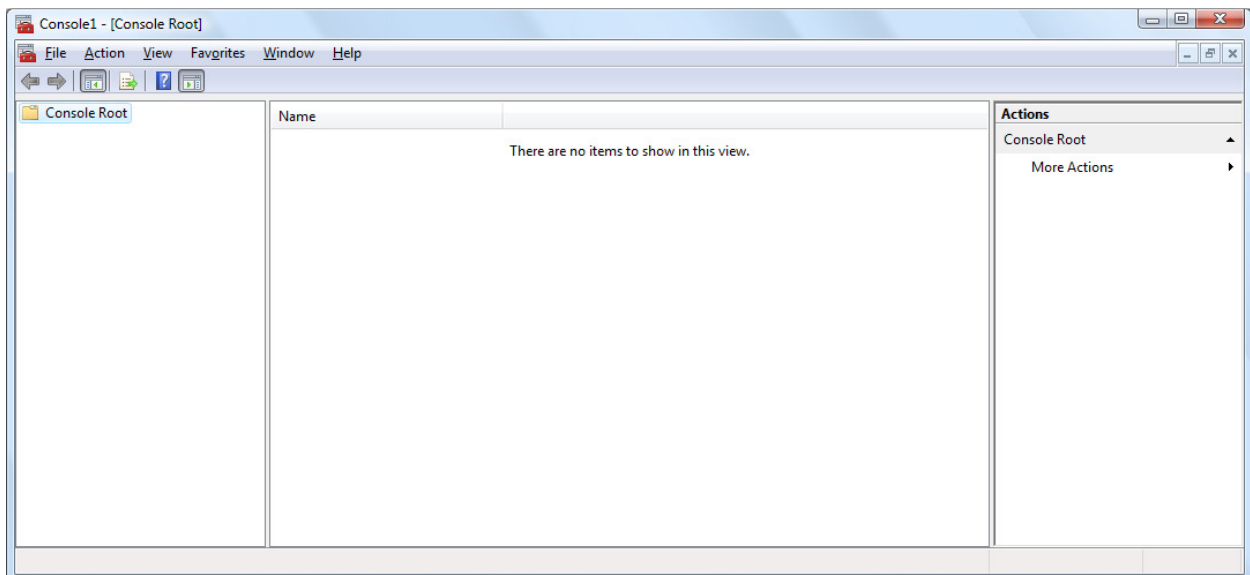 Console1 - [Console Root]
File Action View Favorites Window Help
Console Root
Name
There are no items to show in this view.
Actions
Console Root
More Actions